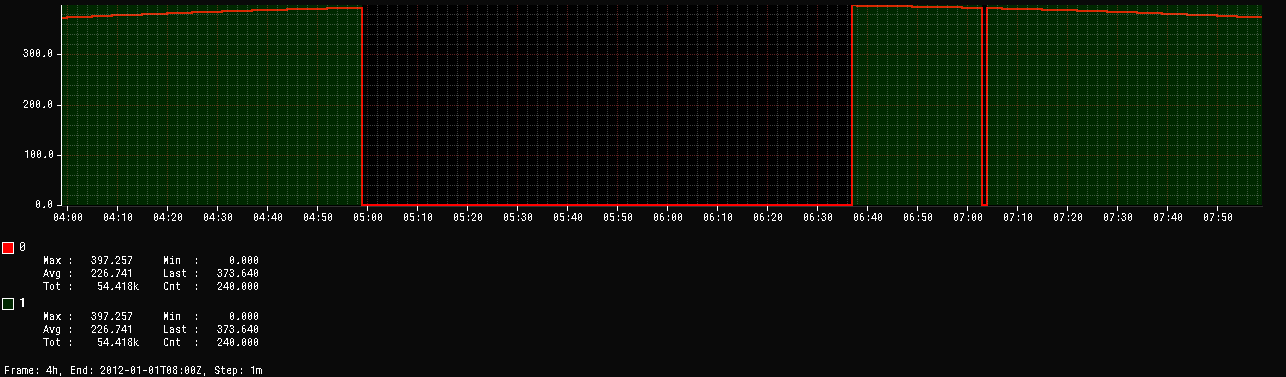 300.0
200.0
100.0
0.0
04:00 04:10 04:20 04:30 04:40 04:50 05:00 05:10 05:20 05:30 05:40 05:50 06:00 06:10 06:20 06:30 06:40 06:50 07:00 07:10 07:20 07:30 07:40 07:50
0
Max : 397.257 Min : 0.000
Avg : 226.741 Last : 373.640
Tot : 54.418k Cnt : 240.000
1
Max : 397.257 Min : 0.000
Avg : 226.741 Last : 373.640
Tot : 54.418k Cnt : 240.000
Frame: 4h, End: 2012-01-01T08:00Z, Step: 1m